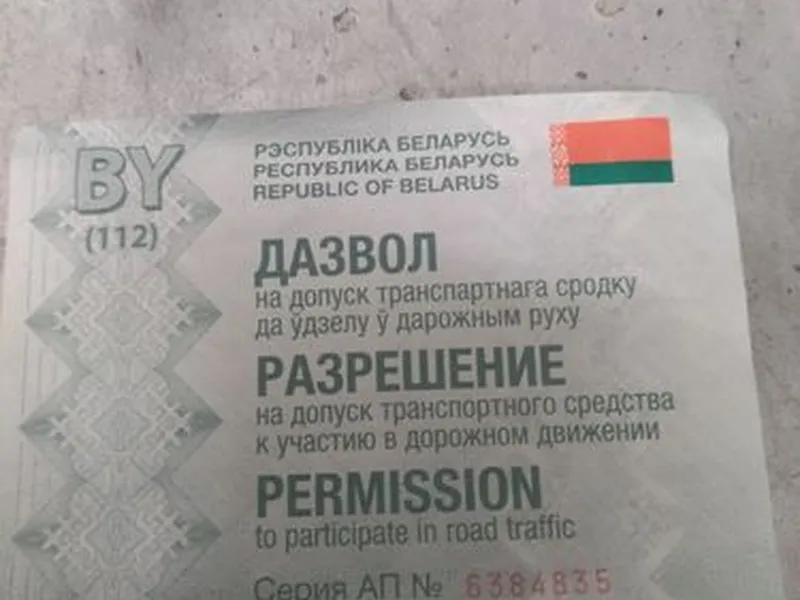 BY
(112)
РЭСПУБЛІКА БЕЛАРУСЬ
РЕСПУБЛИКА БЕЛАРУСЬ
REPUBLIC OF BELARUS
ДАЗВОЛ
на допуск транспартнага сродку
да ўдзелу ў дарожным руху
РАЗРЕШЕНИЕ
на допуск транспортного средства
к участию в дорожном движении
PERMISSION
to participate in road traffic
Серия АП № 6384835